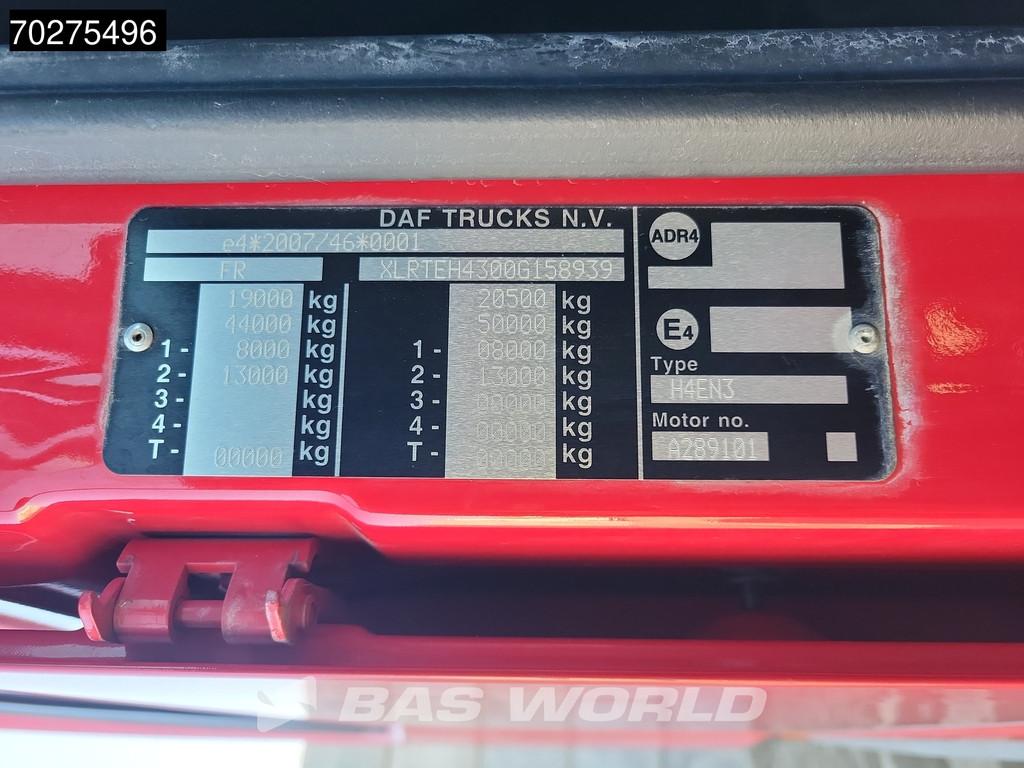 70275496
DAF TRUCKS N.V.
e4*2007/46*0001
FR XLRTEH4300G158939
19000 kg 20500 kg
44000 kg 50000 kg
1- 8000 kg 1- 08000 kg
2- 13000 kg 2- 13000 kg
3- kg 3- 00000 kg
4- kg 4- 00000 kg
T- 00000 kg T- 00000 kg
ADR4
E4
Type
H4EN3
Motor no.
A289101
BAS WORLD